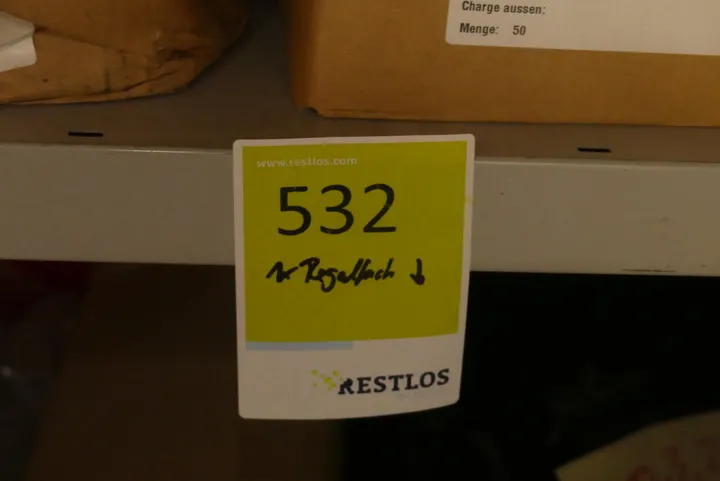 Charge aussen:
Menge: 50
www.restlos.com
532
1x Regalfach ↓
RESTLOS